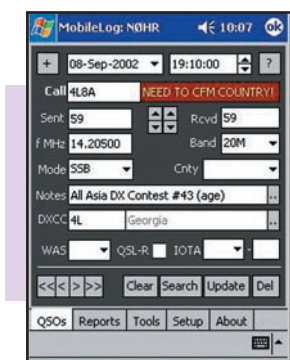 MobileLog: NØHR 10:07 ok
+ 08-Sep-2002 19:10:00 ?
Call 4L8A NEED TO CFM COUNTRY!
Sent 59 Rcvd 59
f MHz 14.20500 Band 20M
Mode SSB Cnty
Notes All Asia DX Contest #43 (age) ..
DXCC 4L Georgia ..
WAS QSL-R IOTA -
<< < > >> Clear Search Update Del
QSOs Reports Tools Setup About